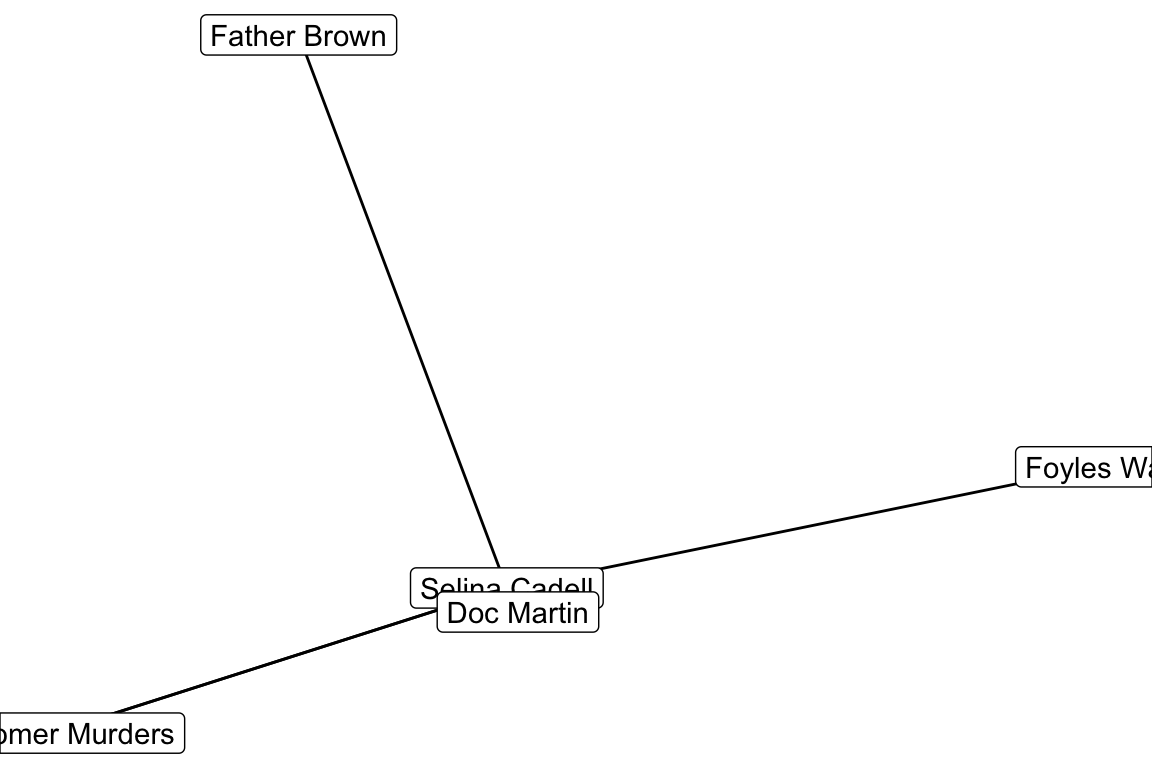 Father Brown
Foyles Wa
Selina Cadell
Doc Martin
omer Murders